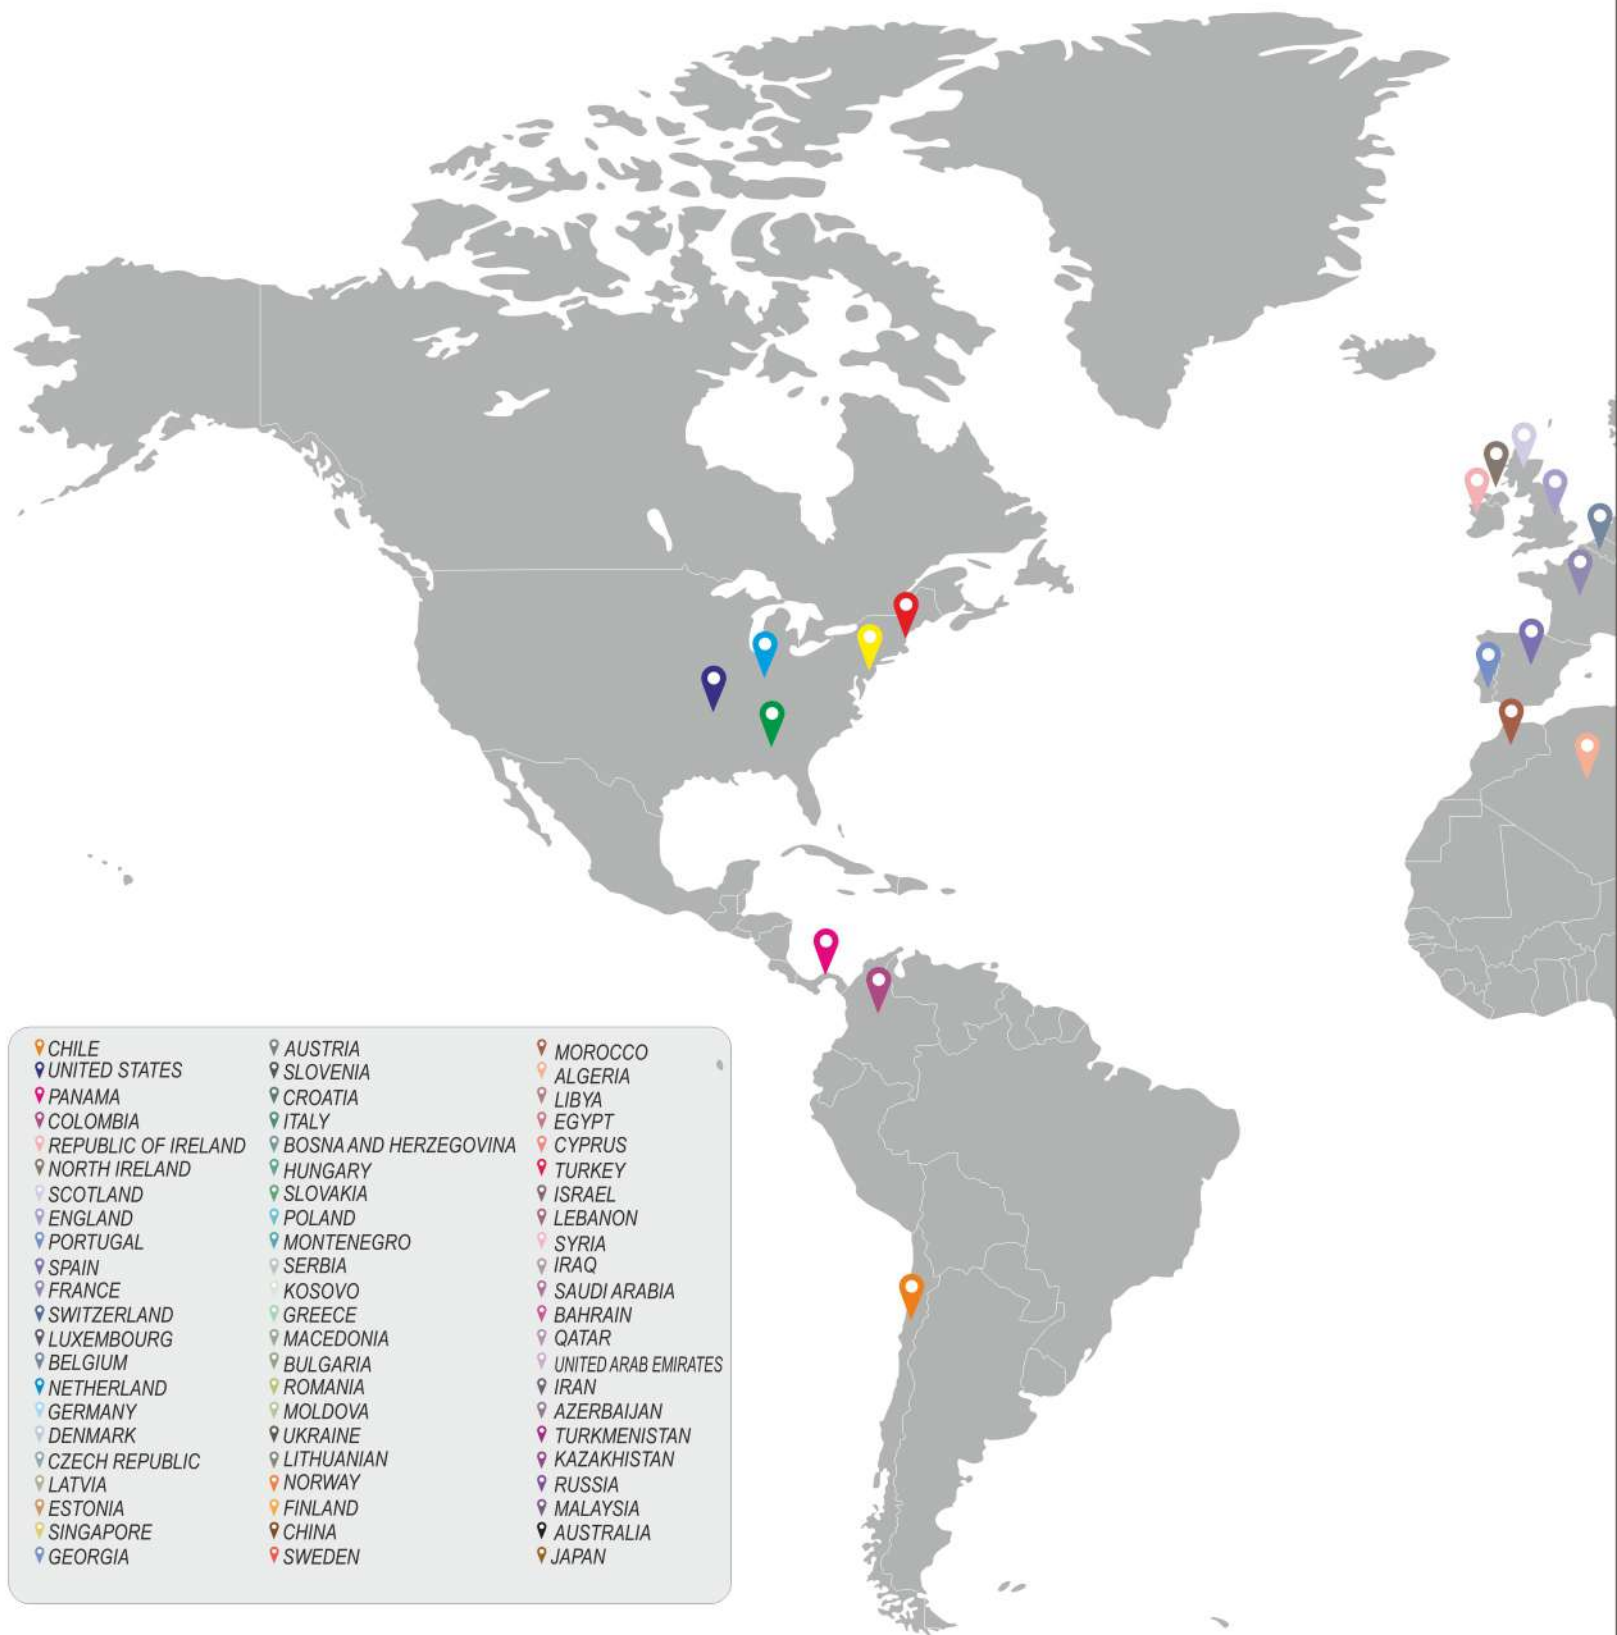 CHILE
UNITED STATES
PANAMA
COLOMBIA
REPUBLIC OF IRELAND
NORTH IRELAND
SCOTLAND
ENGLAND
PORTUGAL
SPAIN
FRANCE
SWITZERLAND
LUXEMBOURG
BELGIUM
NETHERLAND
GERMANY
DENMARK
CZECH REPUBLIC
LATVIA
ESTONIA
SINGAPORE
GEORGIA
AUSTRIA
SLOVENIA
CROATIA
ITALY
BOSNA AND HERZEGOVINA
HUNGARY
SLOVAKIA
POLAND
MONTENEGRO
SERBIA
KOSOVO
GREECE
MACEDONIA
BULGARIA
ROMANIA
MOLDOVA
UKRAINE
LITHUANIAN
NORWAY
FINLAND
CHINA
SWEDEN
MOROCCO
ALGERIA
LIBYA
EGYPT
CYPRUS
TURKEY
ISRAEL
LEBANON
SYRIA
IRAQ
SAUDI ARABIA
BAHRAIN
QATAR
UNITED ARAB EMIRATES
IRAN
AZERBAIJAN
TURKMENISTAN
KAZAKHISTAN
RUSSIA
MALAYSIA
AUSTRALIA
JAPAN